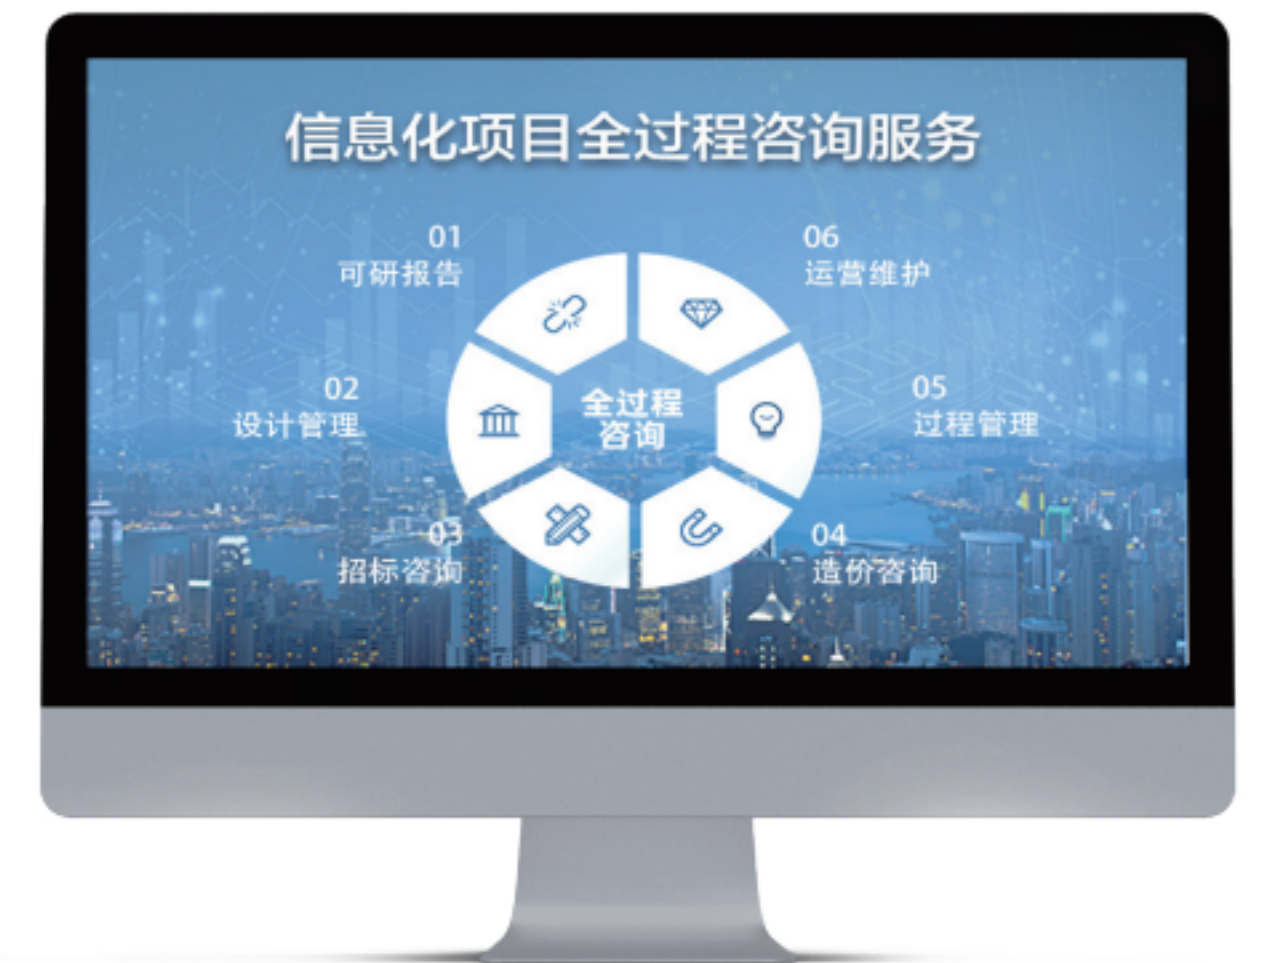 信息化项目全过程咨询服务
01
可研报告
02
设计管理
03
招标咨询
全过程
咨询
06
运营维护
05
过程管理
04
造价咨询